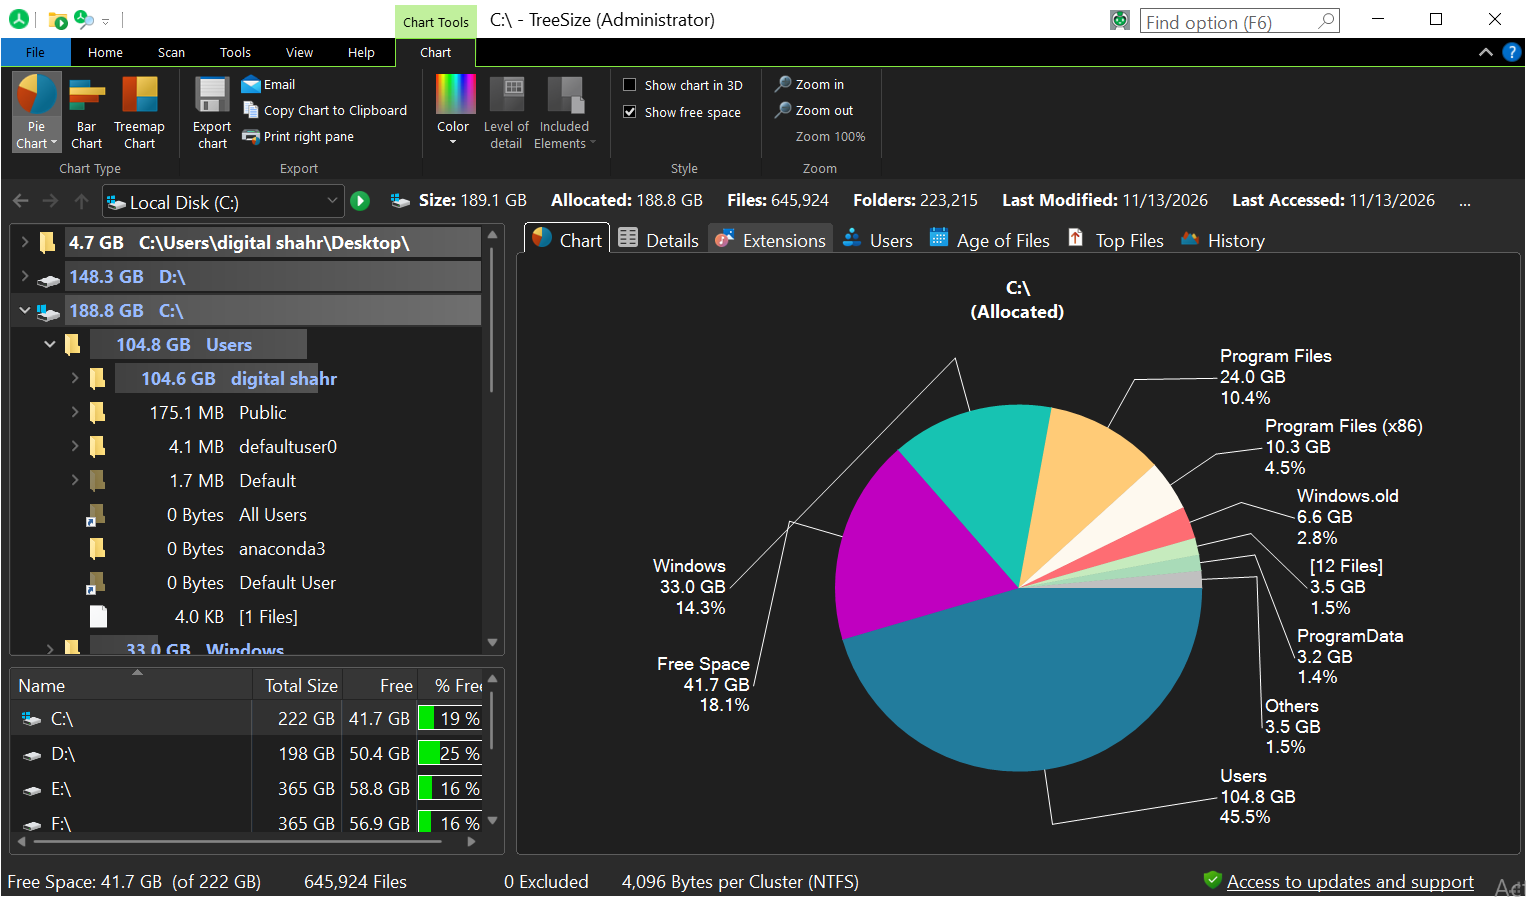 Chart Tools
C:\ - TreeSize (Administrator)
Find option (F6)
File Home Scan Tools View Help Chart
?
Pie Chart
Bar Chart
Treemap Chart
Chart Type
Export chart
Email
Copy Chart to Clipboard
Print right pane
Export
Color
Level of detail
Included Elements
Show chart in 3D
Show free space
Style
Zoom in
Zoom out
Zoom 100%
Zoom
Local Disk (C:)
Size: 189.1 GB Allocated: 188.8 GB Files: 645,924 Folders: 223,215 Last Modified: 11/13/2026 Last Accessed: 11/13/2026 ...
4.7 GB C:\Users\digital shahr\Desktop\
148.3 GB D:\
188.8 GB C:\
104.8 GB Users
104.6 GB digital shahr
175.1 MB Public
4.1 MB defaultuser0
1.7 MB Default
0 Bytes All Users
0 Bytes anaconda3
0 Bytes Default User
4.0 KB [1 Files]
33.0 GB Windows
Name Total Size Free % Free
C:\ 222 GB 41.7 GB 19 %
D:\ 198 GB 50.4 GB 25 %
E:\ 365 GB 58.8 GB 16 %
F:\ 365 GB 56.9 GB 16 %
Chart Details Extensions Users Age of Files Top Files History
C:\
(Allocated)
Program Files
24.0 GB
10.4%
Program Files (x86)
10.3 GB
4.5%
Windows.old
6.6 GB
2.8%
[12 Files]
3.5 GB
1.5%
ProgramData
3.2 GB
1.4%
Others
3.5 GB
1.5%
Users
104.8 GB
45.5%
Windows
33.0 GB
14.3%
Free Space
41.7 GB
18.1%
Free Space: 41.7 GB (of 222 GB) 645,924 Files 0 Excluded 4,096 Bytes per Cluster (NTFS) Access to updates and support